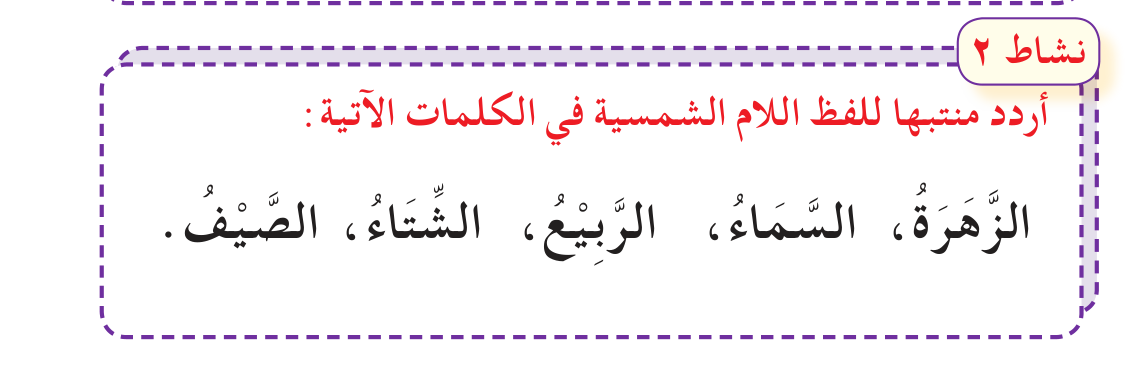 نشاط ٢
أردد منتبها للفظ اللام الشمسية في الكلمات الآتية :
الزَّهَرَةُ، السَّمَاءُ، الرَّبِيْعُ، الشِّتَاءُ، الصَّيْفُ.